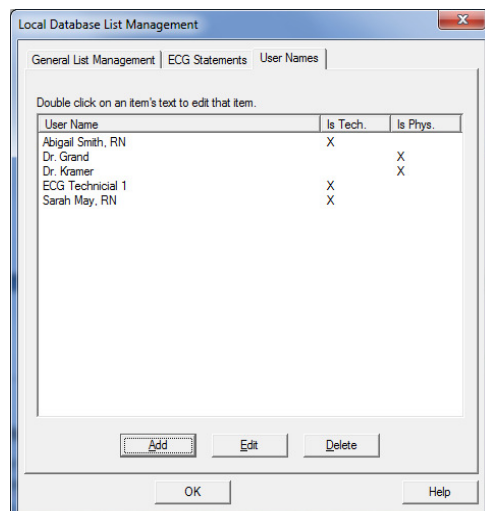 Local Database List Management
General List Management ECG Statements User Names
Double click on an item's text to edit that item.
User Name Is Tech. Is Phys.
Abigail Smith, RN X
Dr. Grand X
Dr. Kramer X
ECG Technicial 1 X
Sarah May, RN X
Add Edit Delete
OK Help